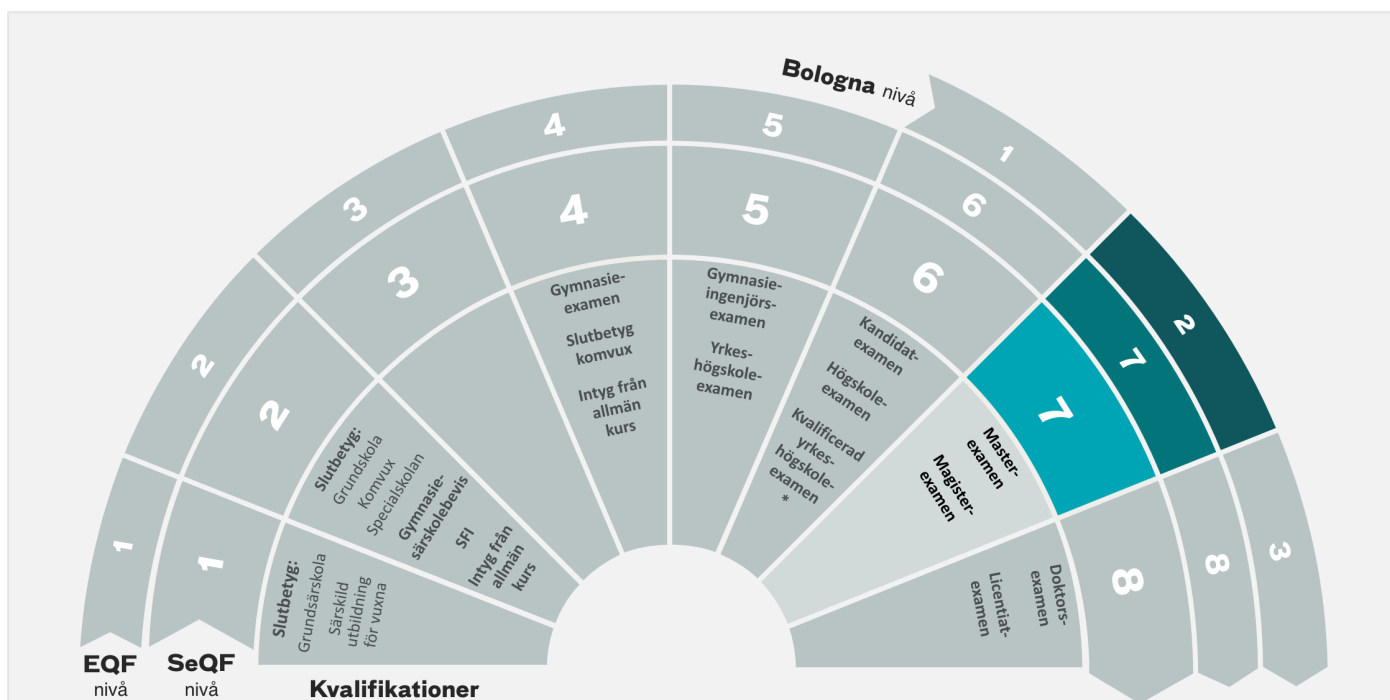 Bologna nivå
1
2
3
1
2
3
4
5
6
7
8
1
2
3
4
5
6
7
8
EQF
nivå
SeQF
nivå
Kvalifikationer
Slutbetyg:
Grundsärskola
Särskild
utbildning
för vuxna
Slutbetyg:
Grundskola
Komvux
Specialskolan
Gymnasie-
särskolebevis
SFI
Intyg från
allmän
kurs
Gymnasie-
examen
Slutbetyg
komvux
Intyg från
allmän
kurs
Gymnasie-
ingenjörs-
examen
Yrkes-
högskole-
examen
Kandidat-
examen
Högskole-
examen
Kvalificerad
yrkes-
högskole-
examen
*
Master-
examen
Magister-
examen
Doktors-
examen
Licentiat-
examen